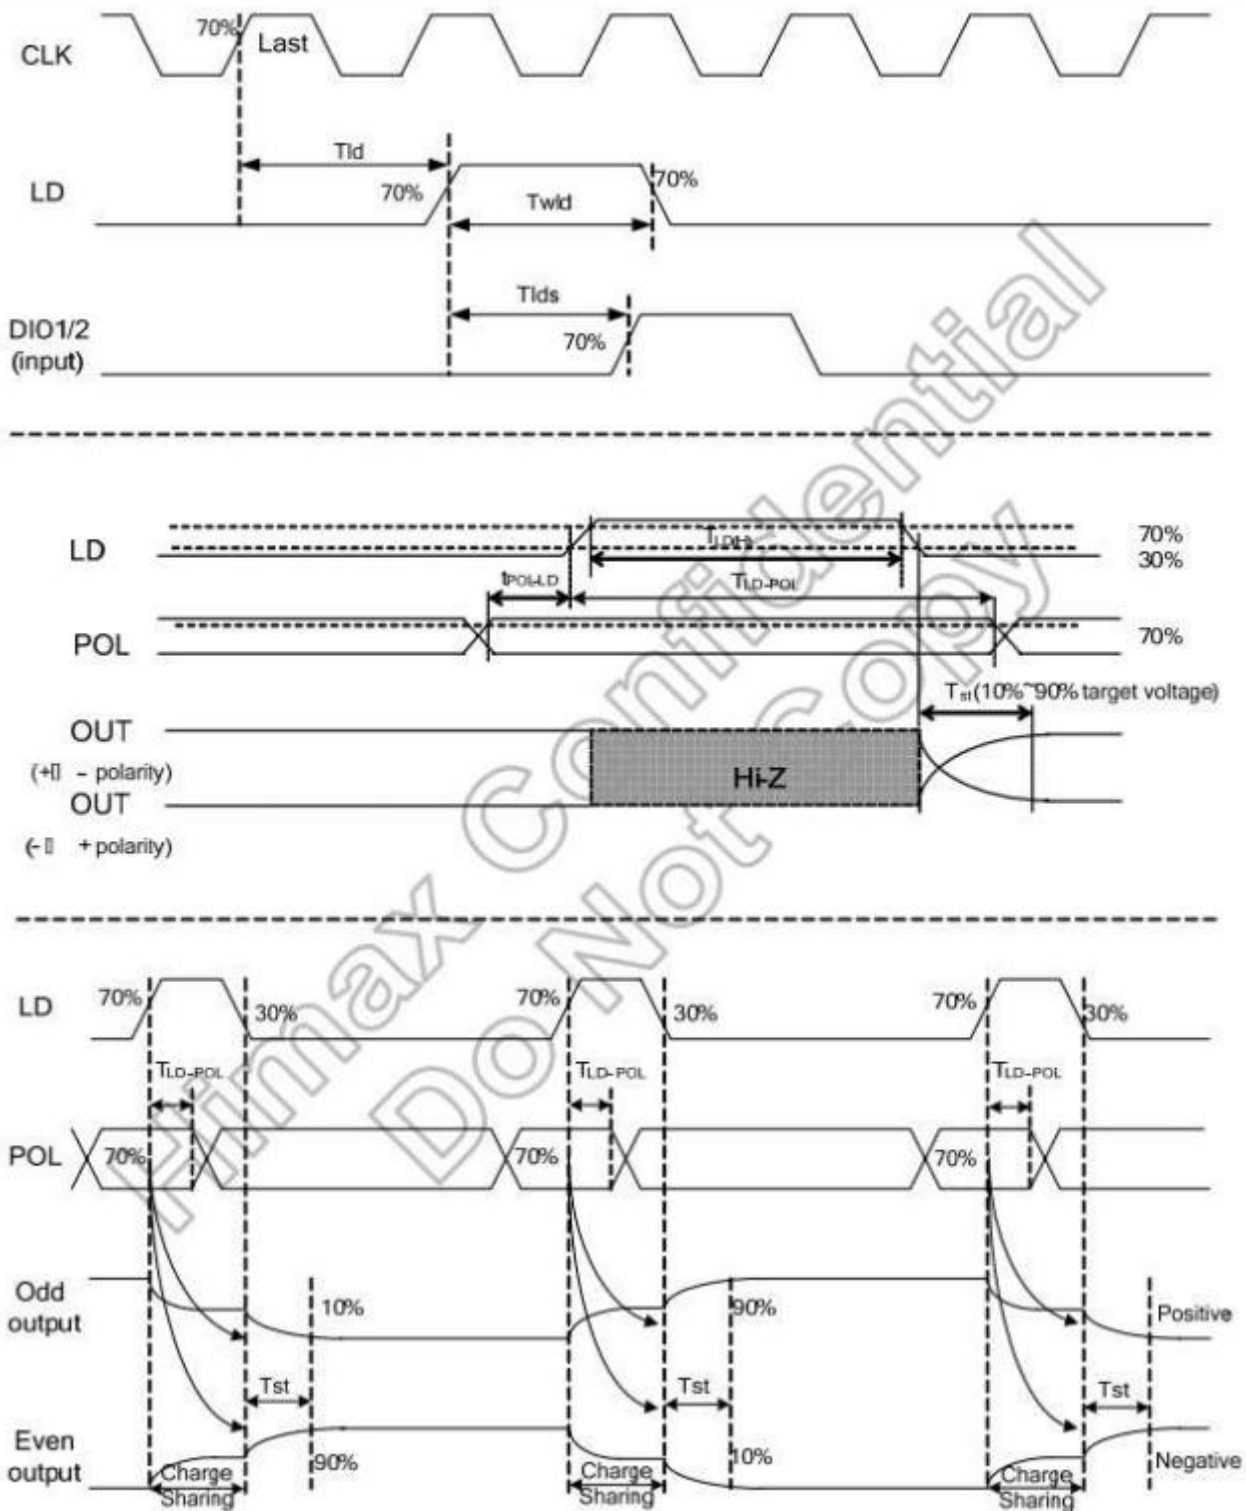 70%
Last
CLK
Tld
LD
70%
70%
Twld
Tlds
DIO1/2
(input)
70%
LD
TLD(H)
70%
30%
tPOL-LD
TLD-POL
POL
70%
Tst(10%~90% target voltage)
OUT
(+▯ - polarity)
Hi-Z
OUT
(-▯ + polarity)
LD
70%
30%
70%
30%
70%
30%
TLD-POL
TLD-POL
TLD-POL
POL
70%
70%
70%
Odd
output
10%
90%
Positive
Tst
Tst
Tst
Even
output
90%
10%
Negative
Charge
Sharing
Charge
Sharing
Charge
Sharing
Himax Confidential
Do Not Copy